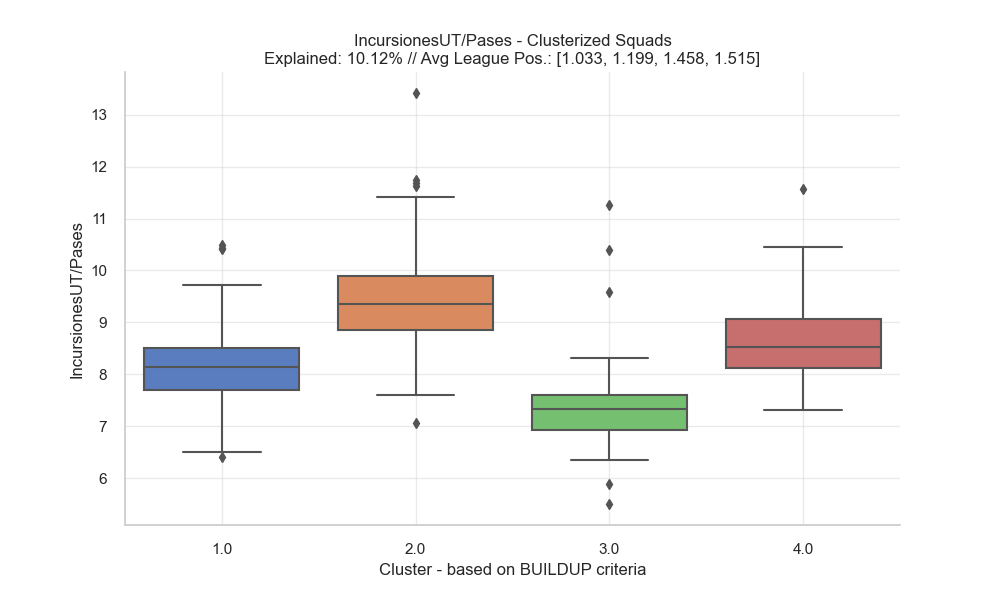 IncursionesUT/Pases - Clusterized Squads
Explained: 10.12% // Avg League Pos.: [1.033, 1.199, 1.458, 1.515]
IncursionesUT/Pases
13
12
11
10
9
8
7
6
1.0 2.0 3.0 4.0
Cluster - based on BUILDUP criteria